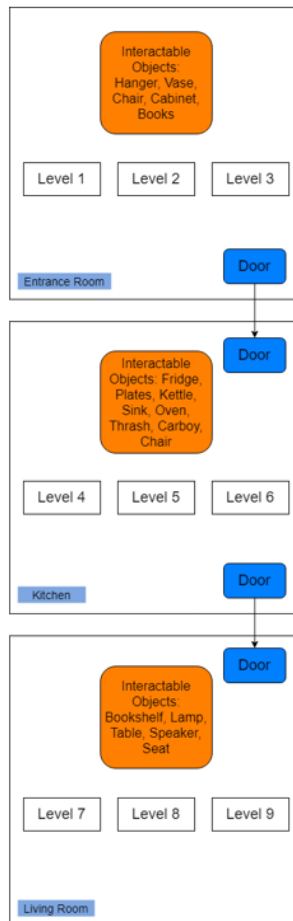 Interactable
Objects:
Hanger, Vase,
Chair, Cabinet,
Books
Level 1
Level 2
Level 3
Door
Entrance Room
Door
Interactable
Objects: Fridge,
Plates, Kettle,
Sink, Oven,
Thrash, Carboy,
Chair
Level 4
Level 5
Level 6
Door
Kitchen
Door
Interactable
Objects:
Bookshelf, Lamp,
Table, Speaker,
Seat
Level 7
Level 8
Level 9
Living Room